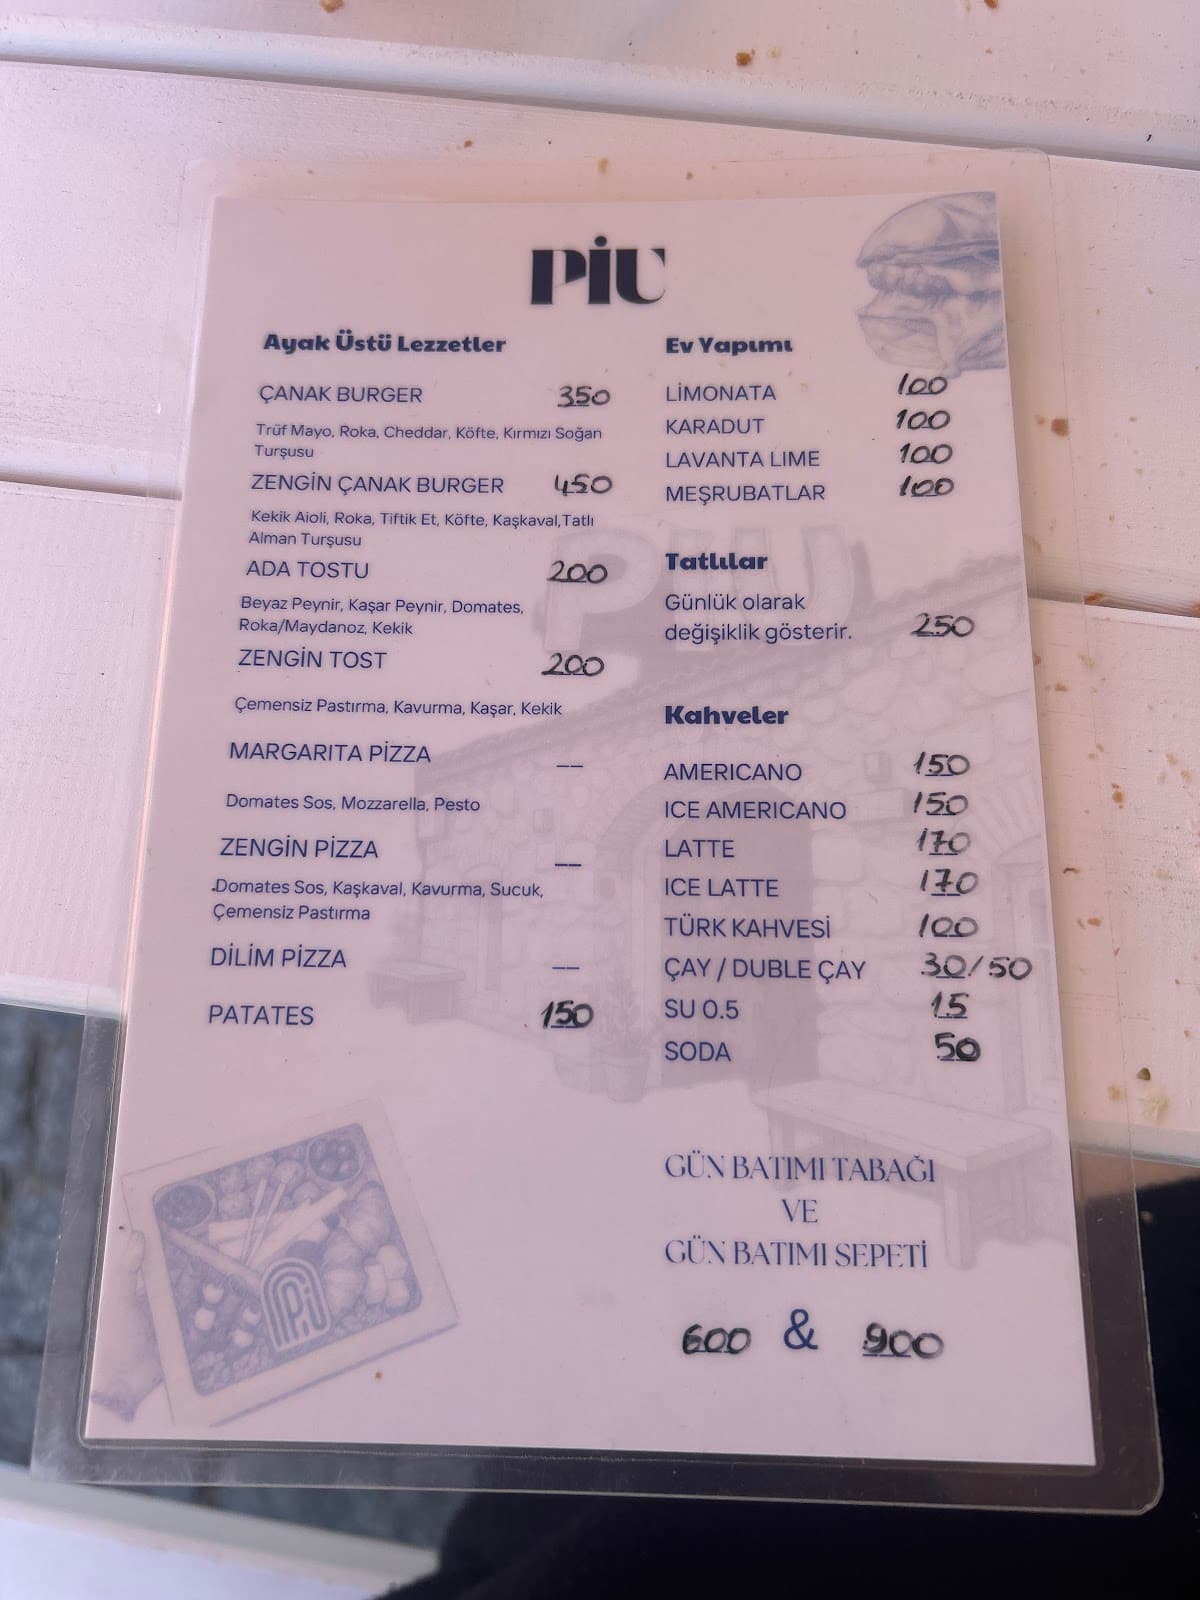 PİU
Ayak Üstü Lezzetler
ÇANAK BURGER 350
Trüf Mayo, Roka, Cheddar, Köfte, Kırmızı Soğan
Turşusu
ZENGİN ÇANAK BURGER 450
Kekik Aioli, Roka, Tiftik Et, Köfte, Kaşkaval,Tatlı
Alman Turşusu
ADA TOSTU 200
Beyaz Peynir, Kaşar Peynir, Domates,
Roka/Maydanoz, Kekik
ZENGİN TOST 200
Çemensiz Pastırma, Kavurma, Kaşar, Kekik
MARGARITA PİZZA __
Domates Sos, Mozzarella, Pesto
ZENGİN PİZZA __
Domates Sos, Kaşkaval, Kavurma, Sucuk,
Çemensiz Pastırma
DİLİM PİZZA __
PATATES 150
Ev Yapımı
LİMONATA 100
KARADUT 100
LAVANTA LIME 100
MEŞRUBATLAR 100
Tatlılar
Günlük olarak
değişiklik gösterir. 250
Kahveler
AMERICANO 150
ICE AMERICANO 150
LATTE 170
ICE LATTE 170
TÜRK KAHVESİ 100
ÇAY / DUBLE ÇAY 30/50
SU 0.5 15
SODA 50
GÜN BATIMI TABAĞI
VE
GÜN BATIMI SEPETİ
600 & 900
PİU
Piu